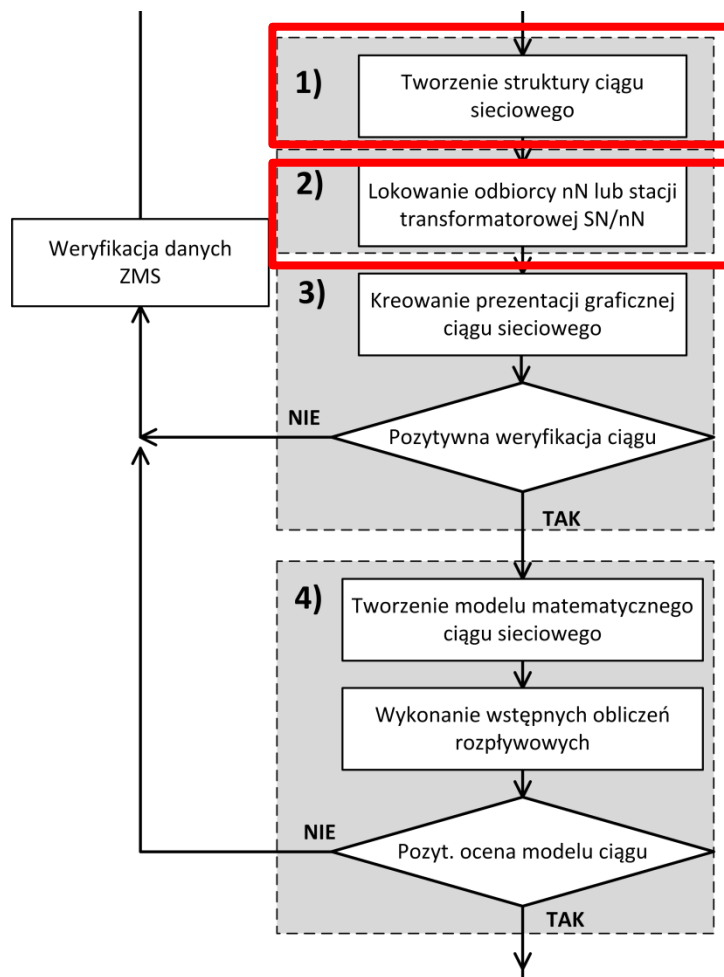 1)
Tworzenie struktury ciągu
sieciowego
2)
Lokowanie odbiorcy nN lub stacji
transformatorowej SN/nN
Weryfikacja danych
ZMS
3)
Kreowanie prezentacji graficznej
ciągu sieciowego
NIE
Pozytywna weryfikacja ciągu
TAK
4)
Tworzenie modelu matematycznego
ciągu sieciowego
Wykonanie wstępnych obliczeń
rozpływowych
NIE
Pozyt. ocena modelu ciągu
TAK